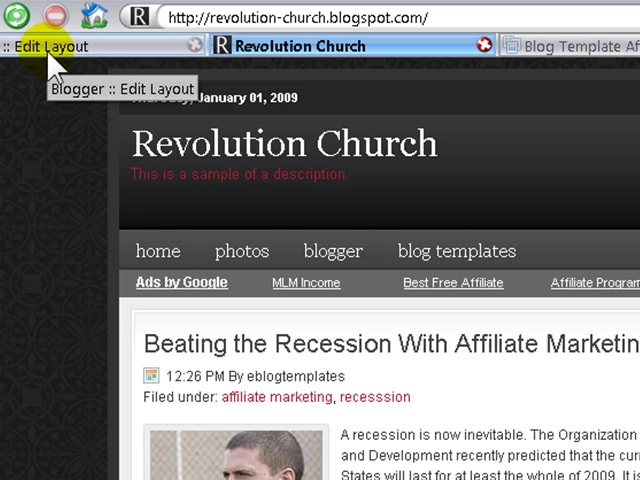 http://revolution-church.blogspot.com/
:: Edit Layout
Revolution Church
Blog Template Af
Blogger :: Edit Layout
January 01, 2009
Revolution Church
This is a sample of a description.
home photos blogger blog templates
Ads by Google MLM Income Best Free Affiliate Affiliate Program
Beating the Recession With Affiliate Marketin
12:26 PM By eblogtemplates
Filed under: affiliate marketing, recesssion
A recession is now inevitable. The Organization
and Development recently predicted that the cur
States will last for at least the whole of 2009. It is